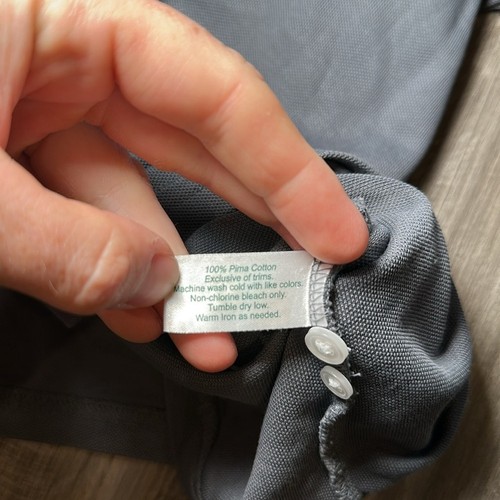 100% Pima Cotton
Exclusive of trims.
Machine wash cold with like colors.
Non-chlorine bleach only.
Tumble dry low.
Warm Iron as needed.